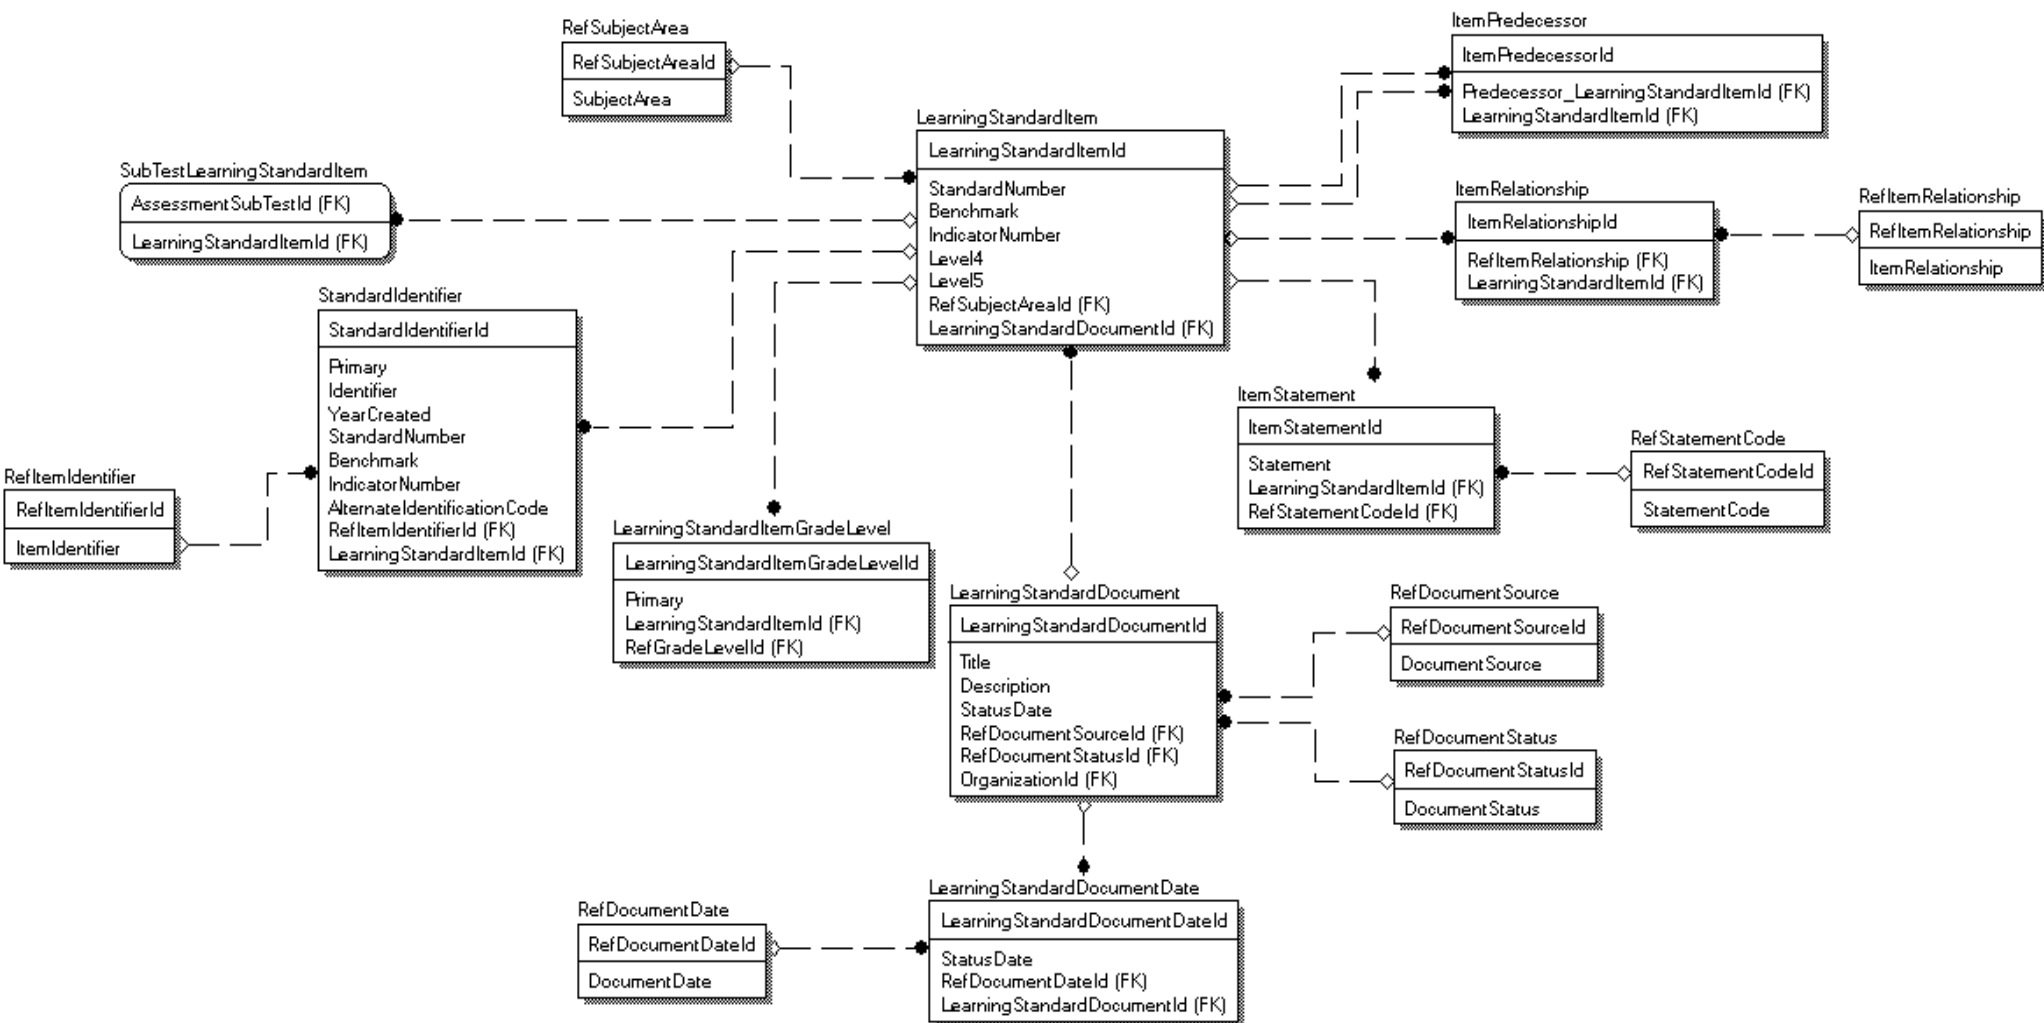 RefSubjectArea
RefSubjectAreaId
SubjectArea
ItemPredecessor
ItemPredecessorId
Predecessor_LearningStandardItemId (FK)
LearningStandardItemId (FK)
LearningStandardItem
LearningStandardItemId
StandardNumber
Benchmark
IndicatorNumber
Level4
Level5
RefSubjectAreaId (FK)
LearningStandardDocumentId (FK)
SubTestLearningStandardItem
AssessmentSubTestId (FK)
LearningStandardItemId (FK)
ItemRelationship
ItemRelationshipId
RefItemRelationship (FK)
LearningStandardItemId (FK)
RefItemRelationship
RefItemRelationship
ItemRelationship
StandardIdentifier
StandardIdentifierId
Primary
Identifier
YearCreated
StandardNumber
Benchmark
IndicatorNumber
AlternateIdentificationCode
RefItemIdentifierId (FK)
LearningStandardItemId (FK)
RefItemIdentifier
RefItemIdentifierId
ItemIdentifier
ItemStatement
ItemStatementId
Statement
LearningStandardItemId (FK)
RefStatementCodeId (FK)
RefStatementCode
RefStatementCodeId
StatementCode
LearningStandardItemGradeLevel
LearningStandardItemGradeLevelId
Primary
LearningStandardItemId (FK)
RefGradeLevelId (FK)
LearningStandardDocument
LearningStandardDocumentId
Title
Description
StatusDate
RefDocumentSourceId (FK)
RefDocumentStatusId (FK)
OrganizationId (FK)
RefDocumentSource
RefDocumentSourceId
DocumentSource
RefDocumentStatus
RefDocumentStatusId
DocumentStatus
LearningStandardDocumentDate
LearningStandardDocumentDateId
StatusDate
RefDocumentDateId (FK)
LearningStandardDocumentId (FK)
RefDocumentDate
RefDocumentDateId
DocumentDate